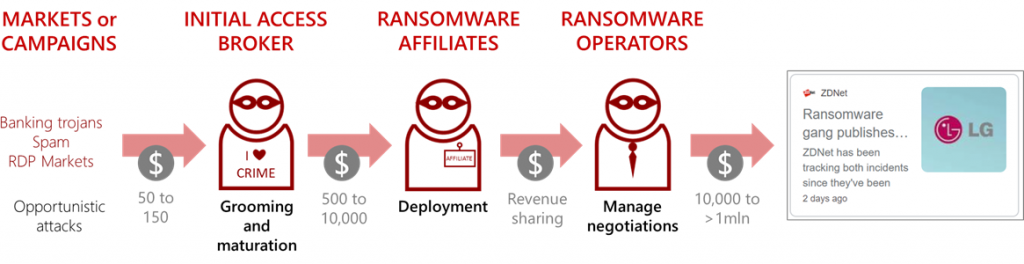 MARKETS or
CAMPAIGNS
INITIAL ACCESS
BROKER
RANSOMWARE
AFFILIATES
RANSOMWARE
OPERATORS
Banking trojans
Spam
RDP Markets
Opportunistic
attacks
$
50 to
150
I ♥
CRIME
Grooming
and
maturation
$
500 to
10,000
AFFILIATE
Deployment
$
Revenue
sharing
Manage
negotiations
$
10,000 to
>1mln
ZDNet
Ransomware
gang publishes...
ZDNet has been
tracking both incidents
since they've been
2 days ago
LG